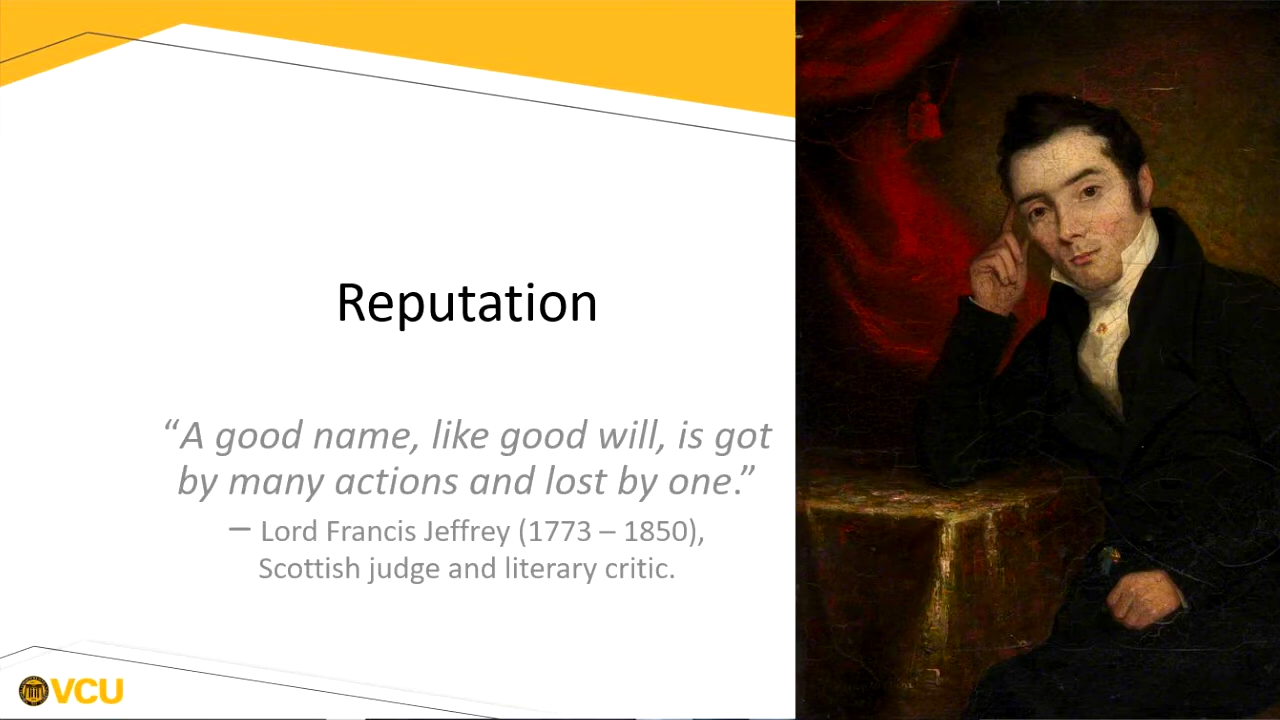 Reputation
“A good name, like good will, is got
by many actions and lost by one.”
– Lord Francis Jeffrey (1773 – 1850),
Scottish judge and literary critic.
VCU